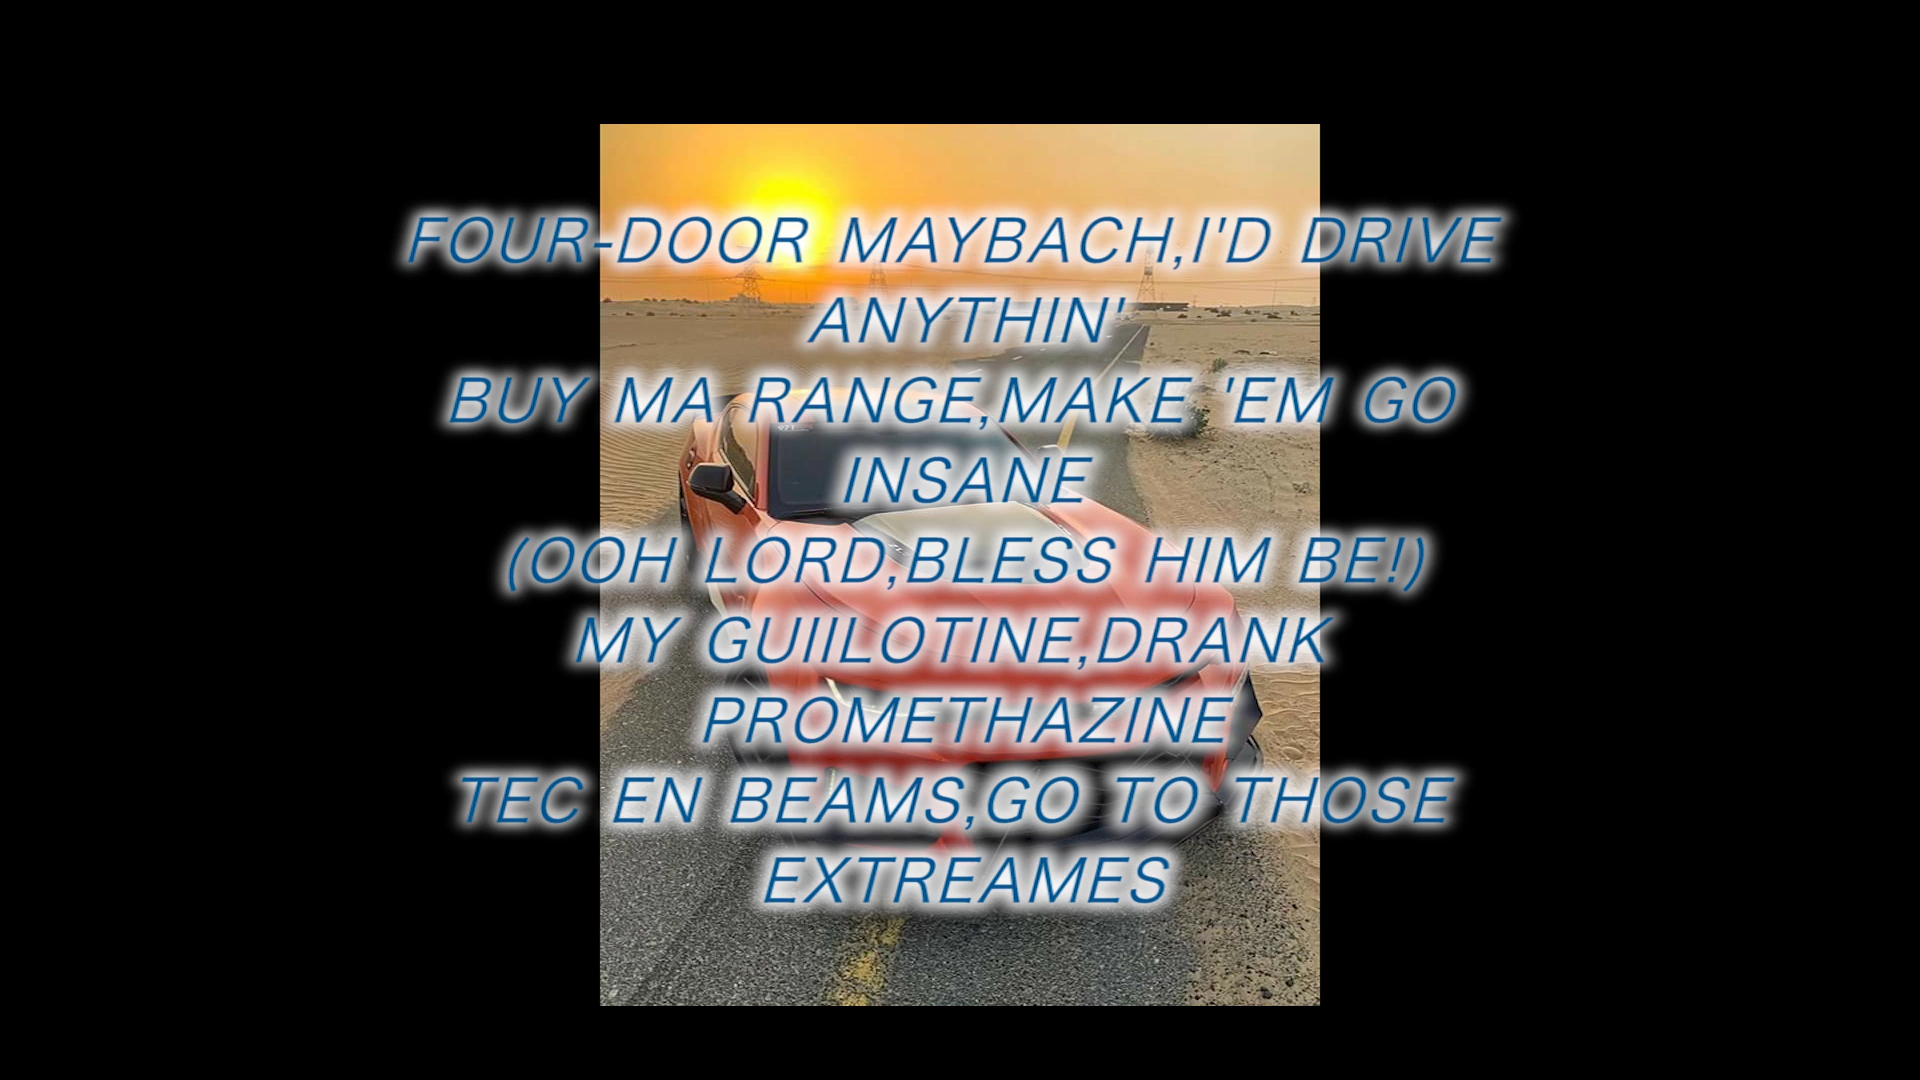 FOUR-DOOR MAYBACH,I'D DRIVE
ANYTHIN'
BUY MA RANGE,MAKE 'EM GO
INSANE
(OOH LORD,BLESS HIM BE!)
MY GUIILOTINE,DRANK
PROMETHAZINE
TEC EN BEAMS,GO TO THOSE
EXTREAMES